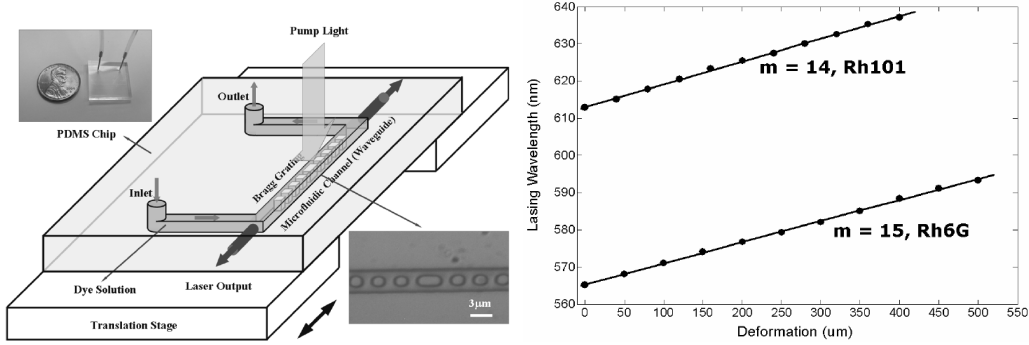 Pump Light
Outlet
PDMS Chip
Bragg Grating
Microfluidic Channel (Waveguide)
Inlet
Dye Solution
Laser Output
3μm
Translation Stage
Lasing Wavelength (nm)
640
630
620
610
600
590
580
570
560
m = 14, Rh101
m = 15, Rh6G
0 50 100 150 200 250 300 350 400 450 500 550
Deformation (um)